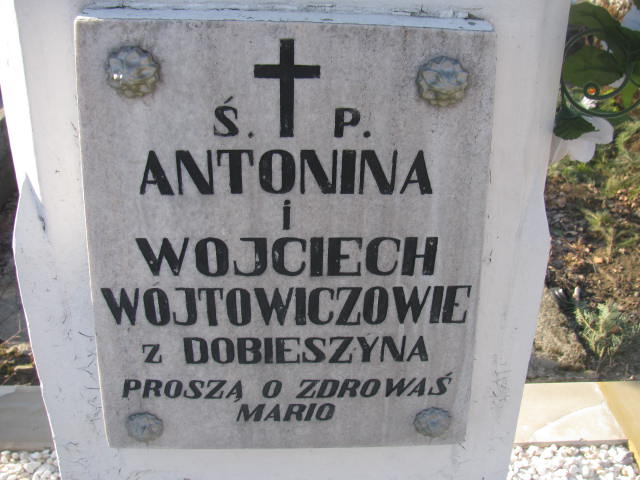 Ś. P.
ANTONINA
i
WOJCIECH
WÓJTOWICZOWIE
z DOBIESZYNA
PROSZĄ O ZDROWAŚ
MARIO